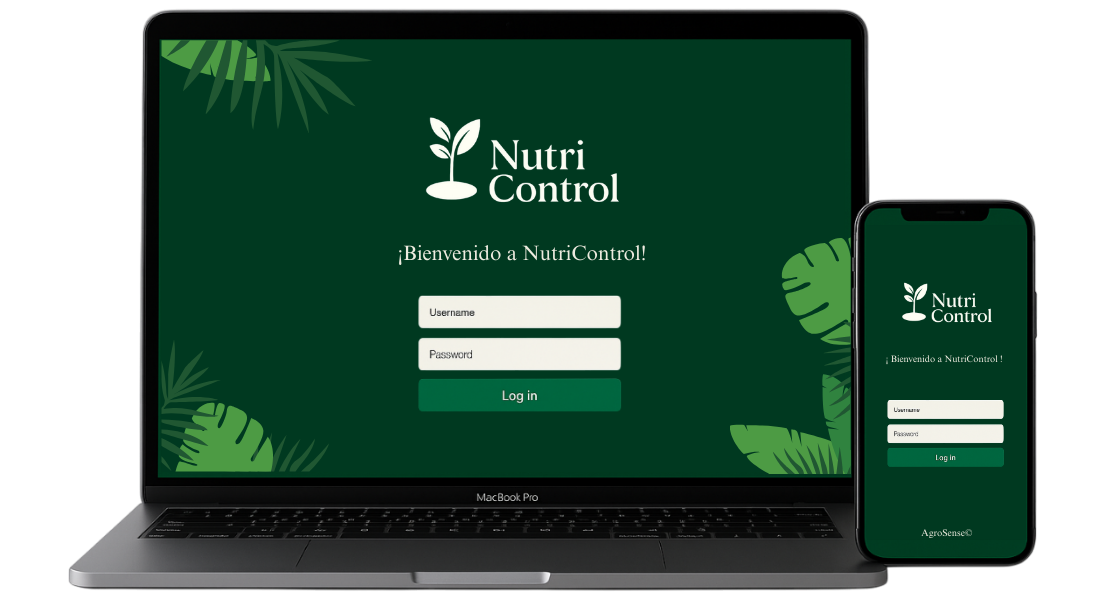 Nutri
Control
¡Bienvenido a NutriControl!
Username
Password
Log in
MacBook Pro
Nutri
Control
¡ Bienvenido a NutriControl !
Username
Password
Log in
AgroSense©